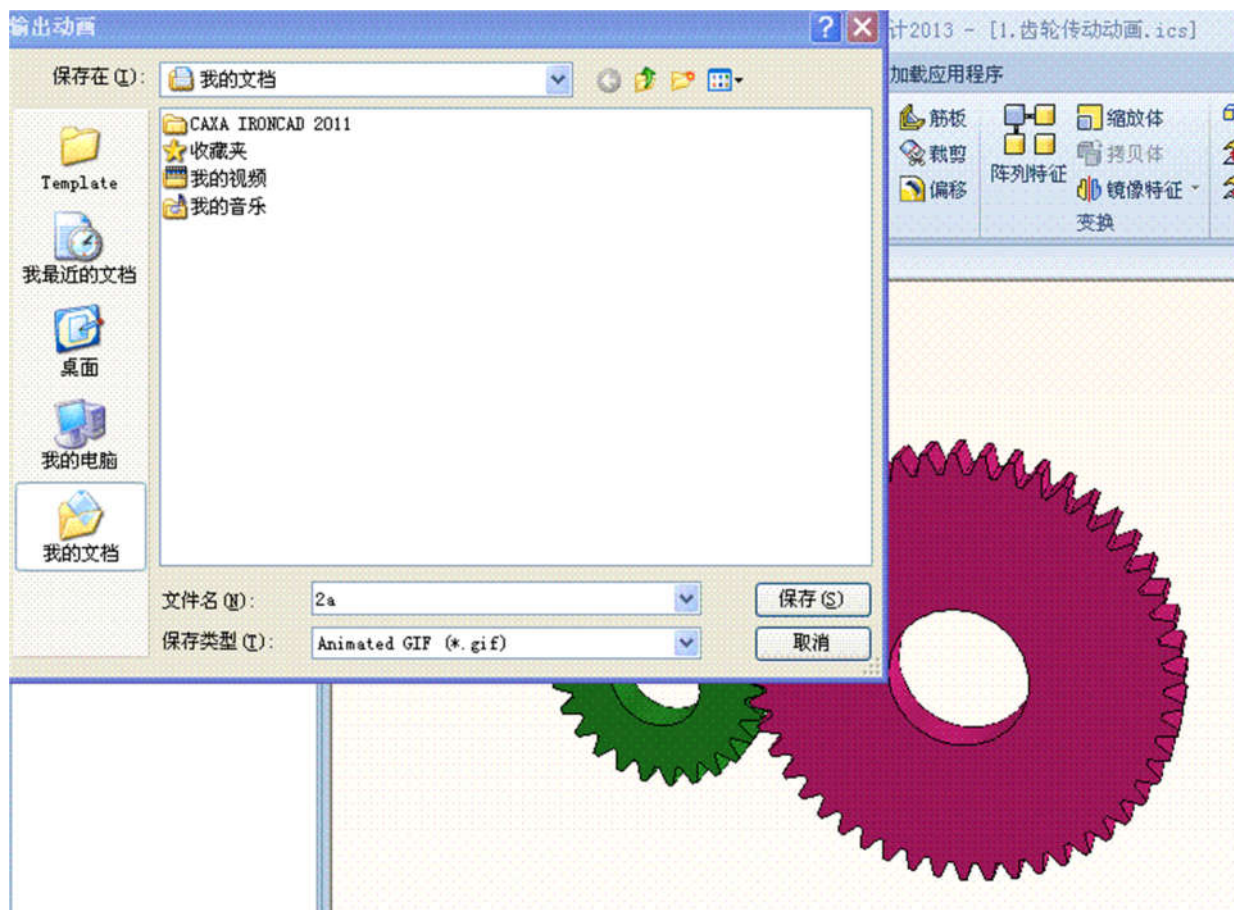 输出动画
计2013 - [1.齿轮传动动画.ics]
保存在(I):
我的文档
加载应用程序
CAXA IRONCAD 2011
收藏夹
我的视频
我的音乐
筋板
裁剪
偏移
阵列特征
缩放体
拷贝体
镜像特征
变换
Template
我最近的文档
桌面
我的电脑
我的文档
文件名(N):
2a
保存(S)
保存类型(T):
Animated GIF (*.gif)
取消